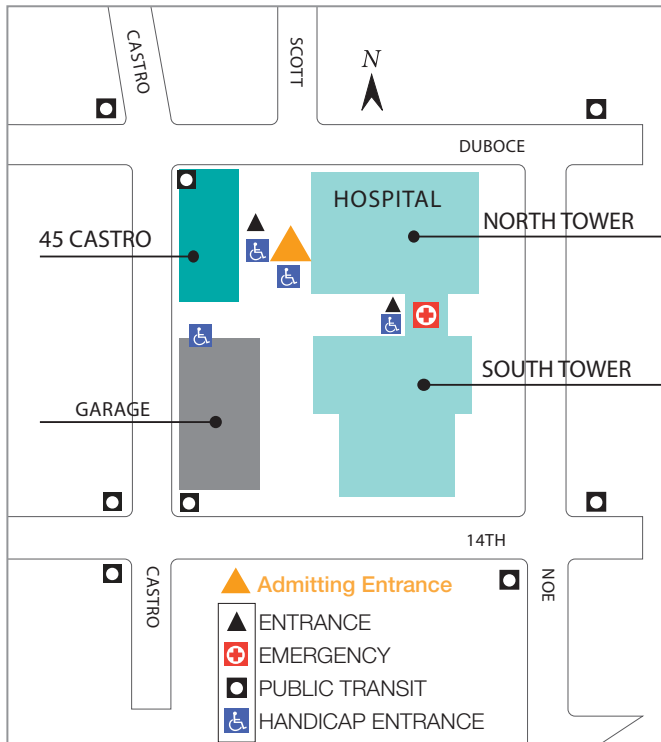 CASTRO
SCOTT
N
DUBOCE
HOSPITAL
NORTH TOWER
45 CASTRO
SOUTH TOWER
GARAGE
14TH
CASTRO
NOE
Admitting Entrance
ENTRANCE
EMERGENCY
PUBLIC TRANSIT
HANDICAP ENTRANCE